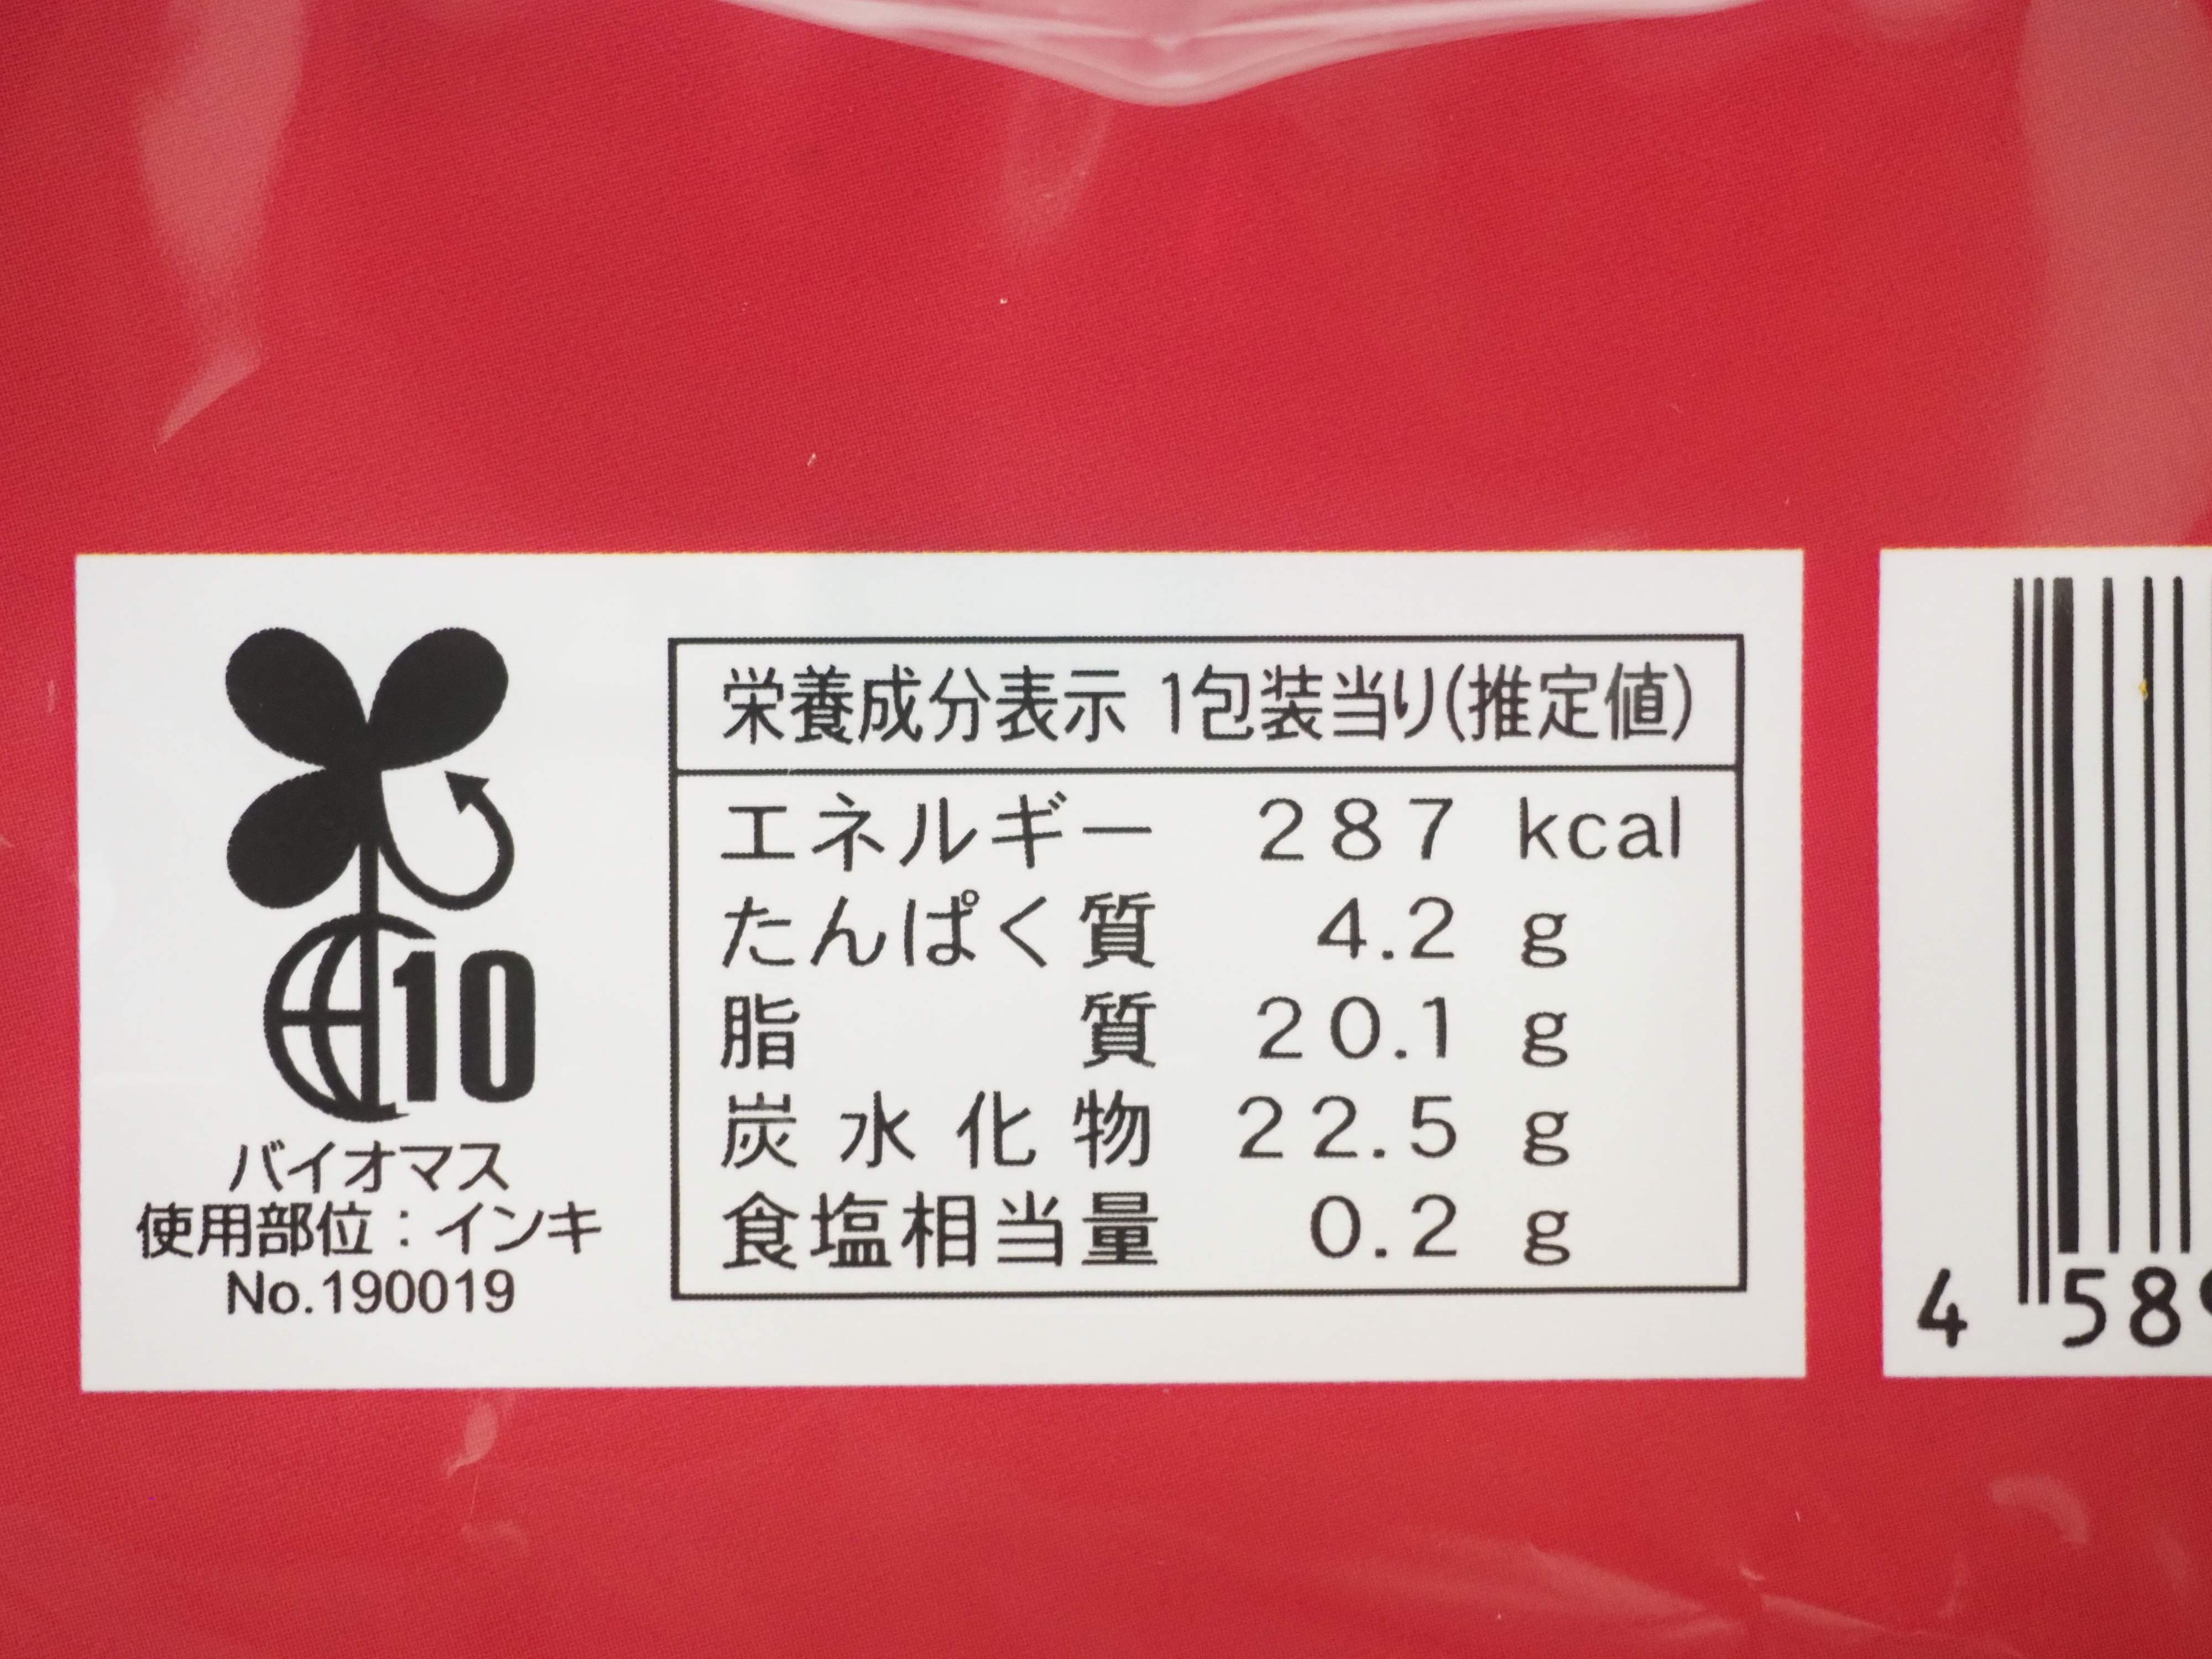 10
バイオマス
使用部位：インキ
No.190019
栄養成分表示 1包装当り(推定値)
エネルギー 287 kcal
たんぱく質 4.2 g
脂質 20.1 g
炭水化物 22.5 g
食塩相当量 0.2 g
4 58